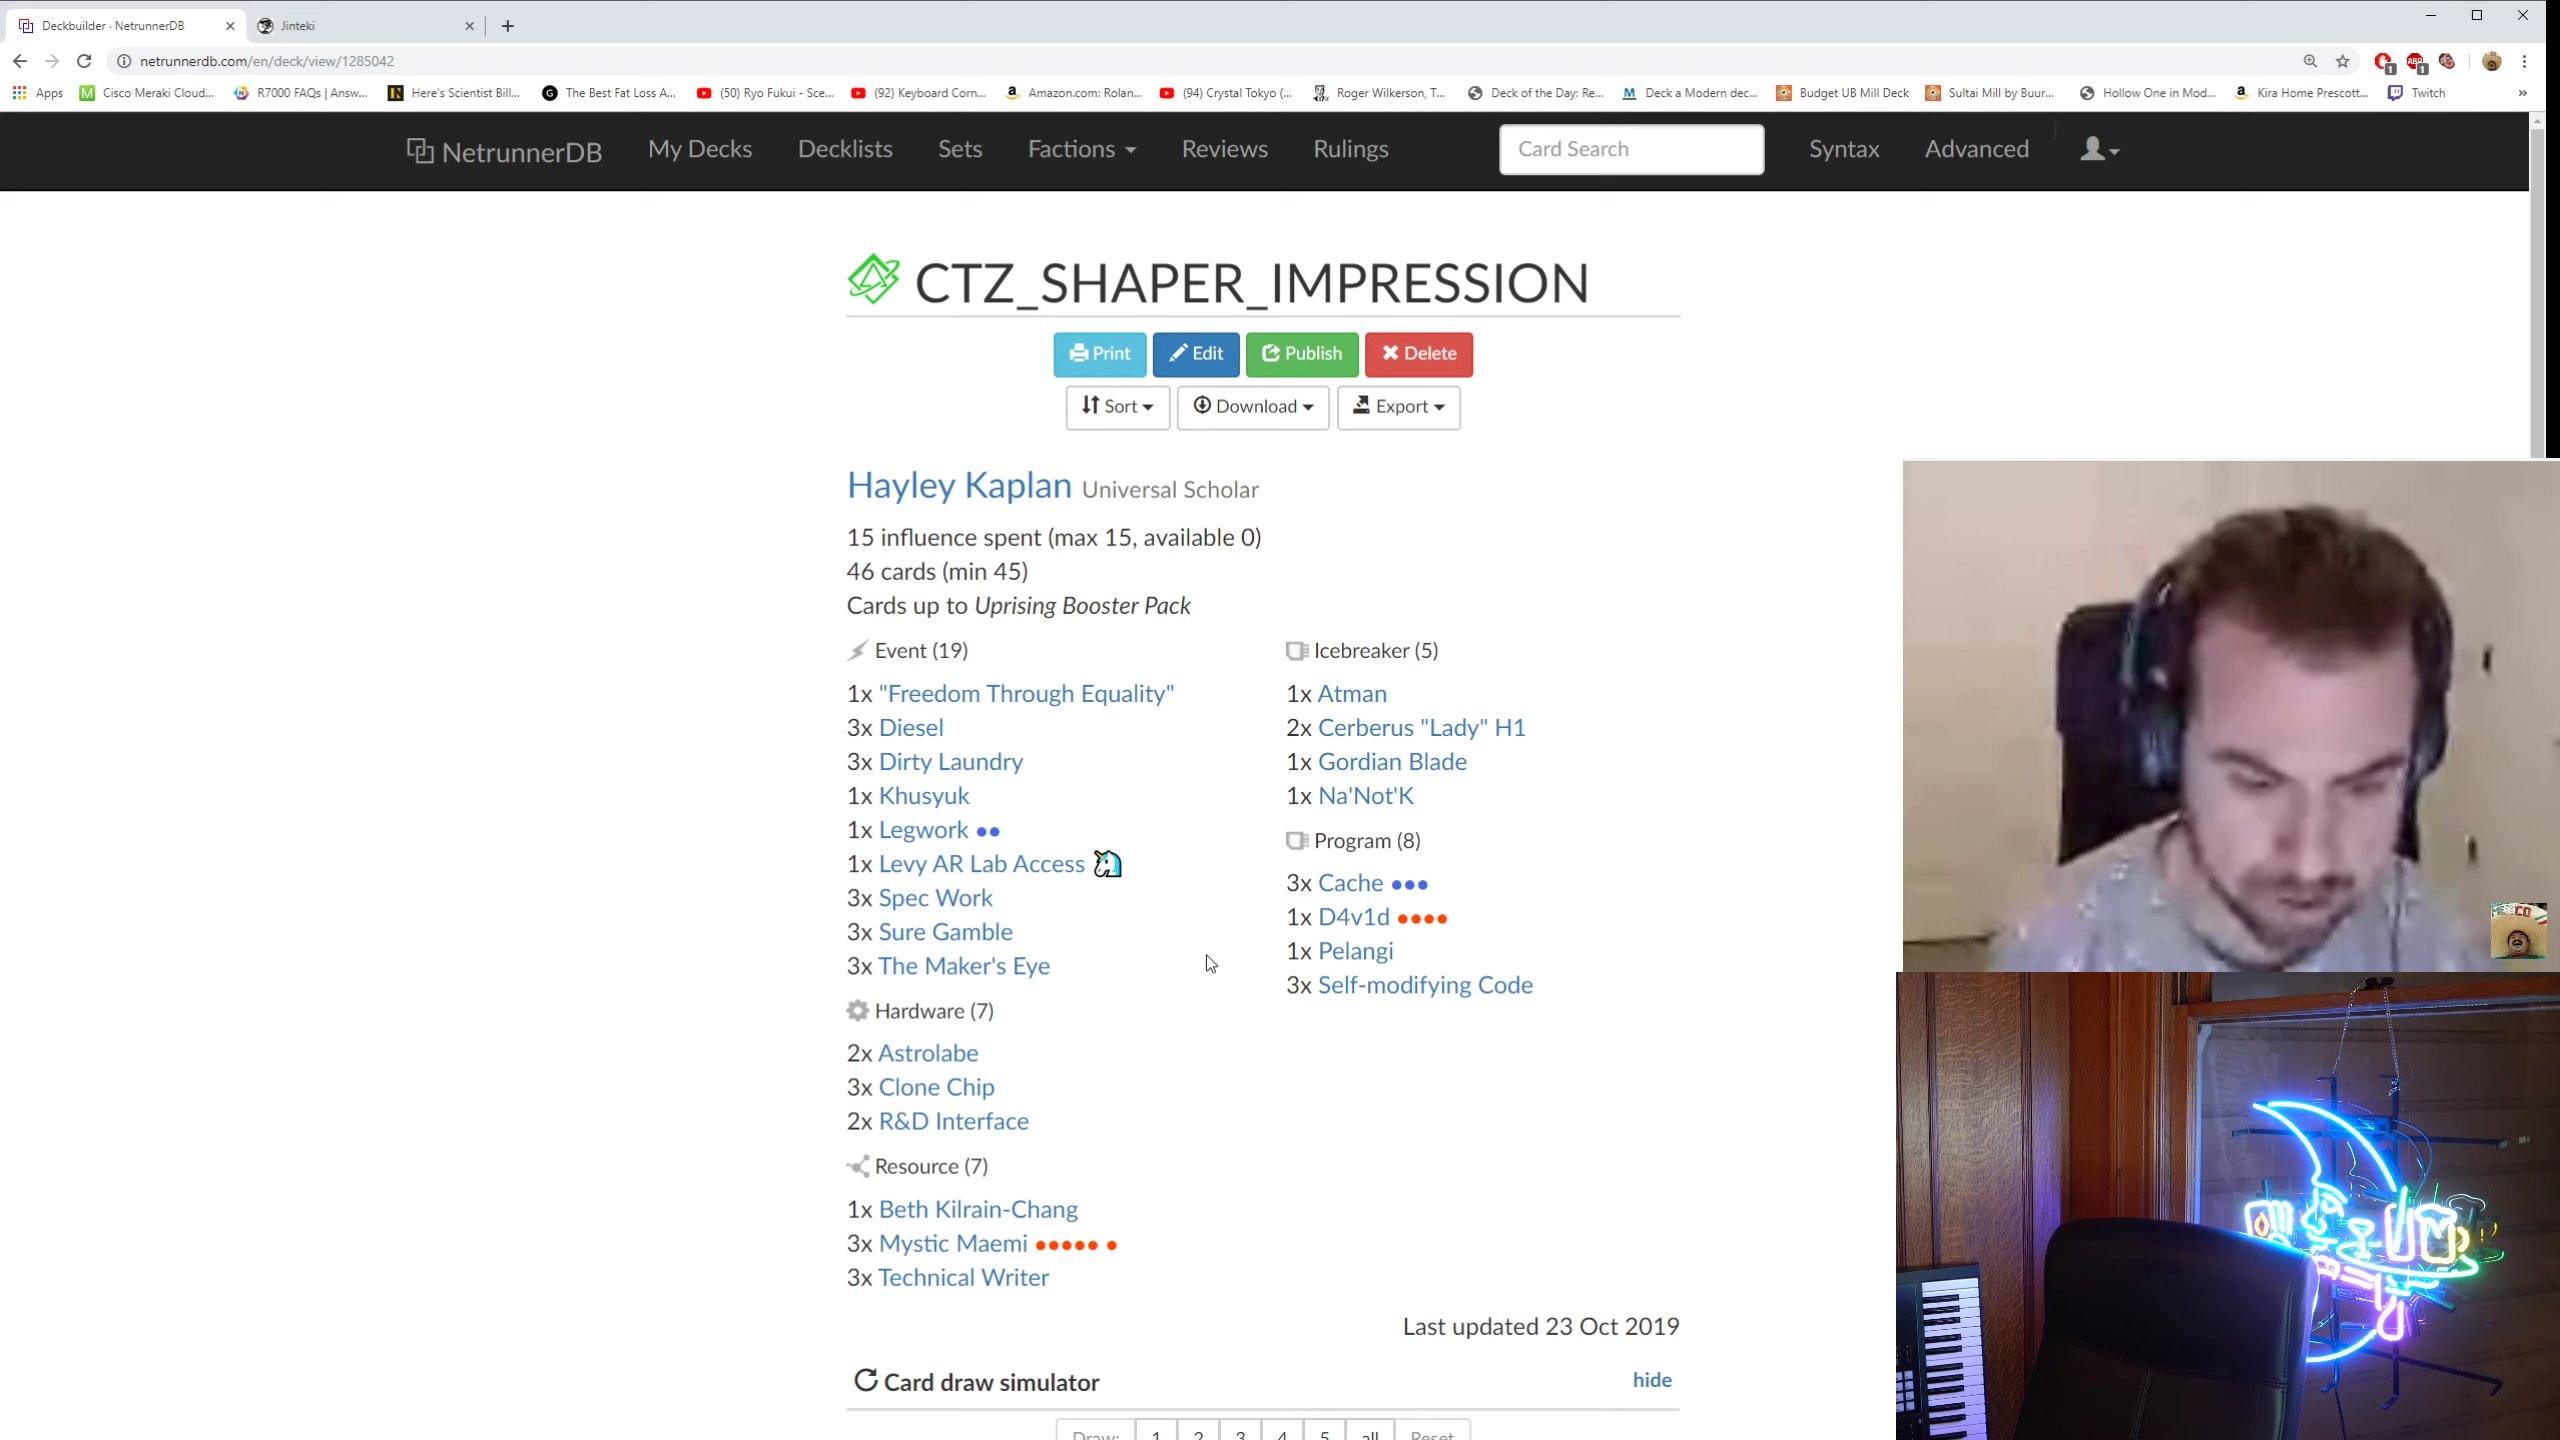 Deckbuilder · NetrunnerDB
Jinteki
netrunnerdb.com/en/deck/view/1285042
Apps
Cisco Meraki Cloud...
R7000 FAQs | Answ...
Here's Scientist Bill...
The Best Fat Loss A...
(50) Ryo Fukui - Sce...
(92) Keyboard Corn...
Amazon.com: Rolan...
(94) Crystal Tokyo (...
Roger Wilkerson, T...
Deck of the Day: Re...
Deck a Modern dec...
Budget UB Mill Deck
Sultai Mill by Buur...
Hollow One in Mod...
Kira Home Prescott...
Twitch
NetrunnerDB
My Decks
Decklists
Sets
Factions
Reviews
Rulings
Card Search
Syntax
Advanced
CTZ_SHAPER_IMPRESSION
Print
Edit
Publish
Delete
Sort
Download
Export
Hayley Kaplan Universal Scholar
15 influence spent (max 15, available 0)
46 cards (min 45)
Cards up to Uprising Booster Pack
Event (19)
1x "Freedom Through Equality"
3x Diesel
3x Dirty Laundry
1x Khusyuk
1x Legwork
1x Levy AR Lab Access
3x Spec Work
3x Sure Gamble
3x The Maker's Eye
Hardware (7)
2x Astrolabe
3x Clone Chip
2x R&D Interface
Resource (7)
1x Beth Kilrain-Chang
3x Mystic Maemi
3x Technical Writer
Icebreaker (5)
1x Atman
2x Cerberus "Lady" H1
1x Gordian Blade
1x Na'Not'K
Program (8)
3x Cache
1x D4v1d
1x Pelangi
3x Self-modifying Code
Last updated 23 Oct 2019
Card draw simulator
hide
Draw: 1 2 3 4 5 all Reset